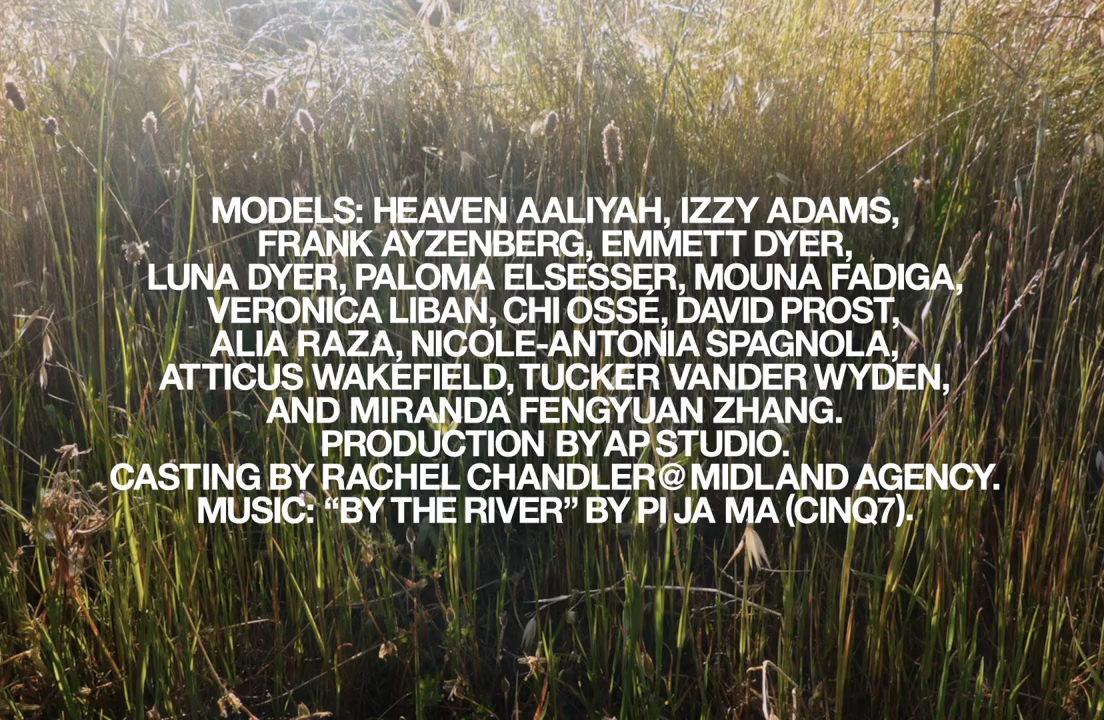 MODELS: HEAVEN AALIYAH, IZZY ADAMS,
FRANK AYZENBERG, EMMETT DYER,
LUNA DYER, PALOMA ELSESSER, MOUNA FADIGA,
VERONICA LIBAN, CHI OSSÉ, DAVID PROST,
ALIA RAZA, NICOLE-ANTONIA SPAGNOLA,
ATTICUS WAKEFIELD, TUCKER VANDER WYDEN,
AND MIRANDA FENGYUAN ZHANG.
PRODUCTION BY AP STUDIO.
CASTING BY RACHEL CHANDLER@MIDLAND AGENCY.
MUSIC: “BY THE RIVER” BY PI JA MA (CINQ7).